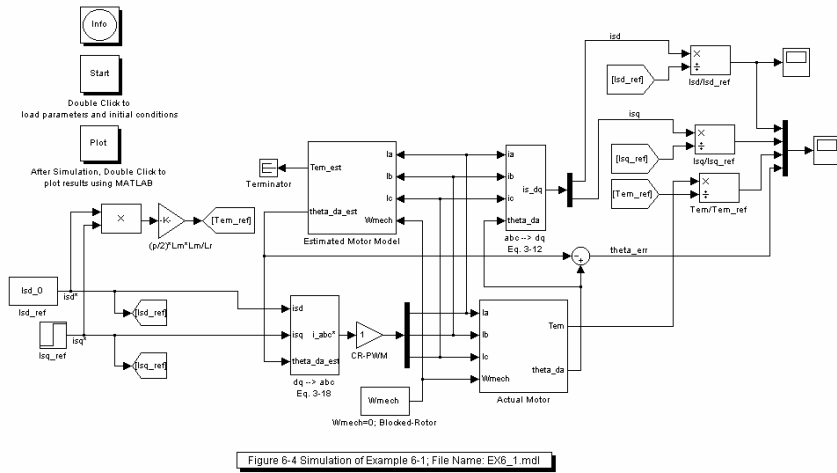 Info
Start
Double Click to
load parameters and initial conditions
Plot
After Simulation, Double Click to
plot results using MATLAB
isd
[Isd_ref]
×
÷
Isd/Isd_ref
isq
[Isq_ref]
×
÷
Isq/Isq_ref
[Tem_ref]
×
÷
Tem/Tem_ref
Terminator
Tem_est
theta_da_est
Ia
Ib
Ic
Wmech
Estimated Motor Model
ia
ib
ic
theta_da
is_dq
abc --> dq
Eq. 3-12
×
-K-
(p/2)*Lm*Lm/Lr
[Tem_ref]
-
+
theta_err
Isd_0
Isd_ref
isd*
[Isd_ref]
Isq_ref
isq*
[Isq_ref]
isd
isq
theta_da_est
i_abc*
dq --> abc
Eq. 3-18
1
CR-PWM
Ia
Ib
Ic
Wmech
Tem
theta_da
Actual Motor
Wmech
Wmech=0; Blocked-Rotor
Figure 6-4 Simulation of Example 6-1; File Name: EX6_1.mdl